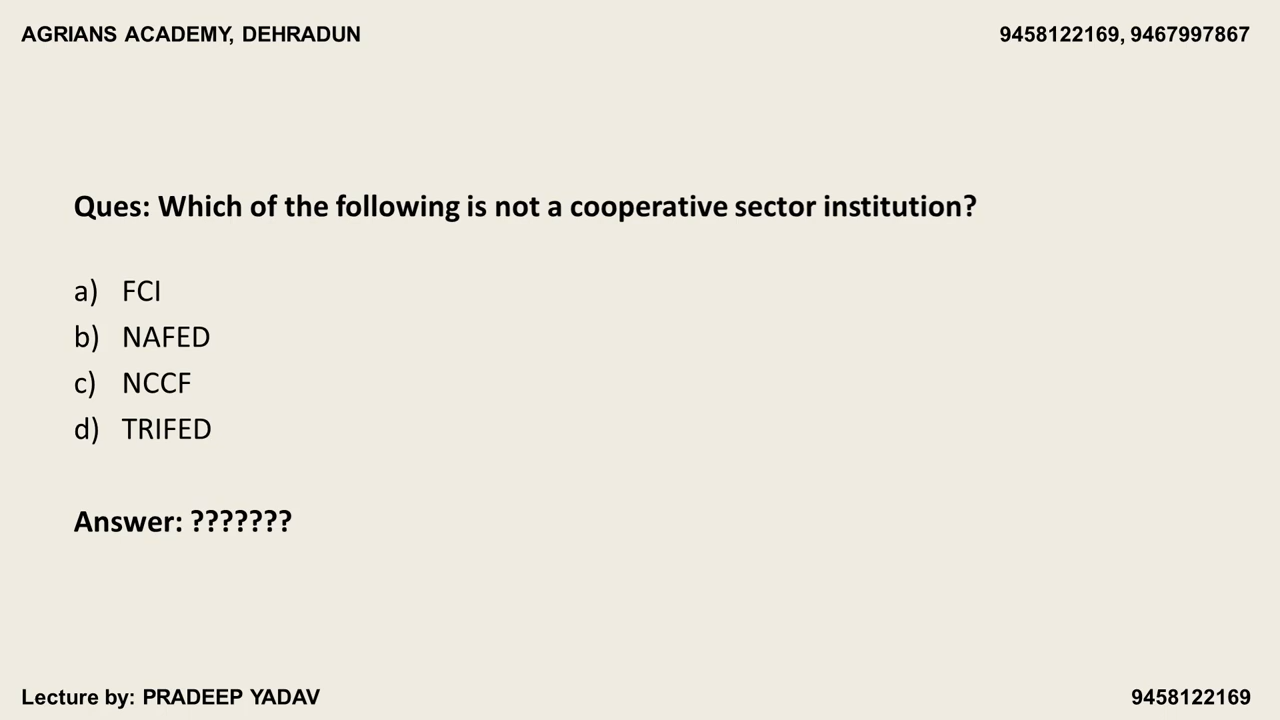 AGRIANS ACADEMY, DEHRADUN 9458122169, 9467997867
Ques: Which of the following is not a cooperative sector institution?
a) FCI
b) NAFED
c) NCCF
d) TRIFED
Answer: ???????
Lecture by: PRADEEP YADAV 9458122169